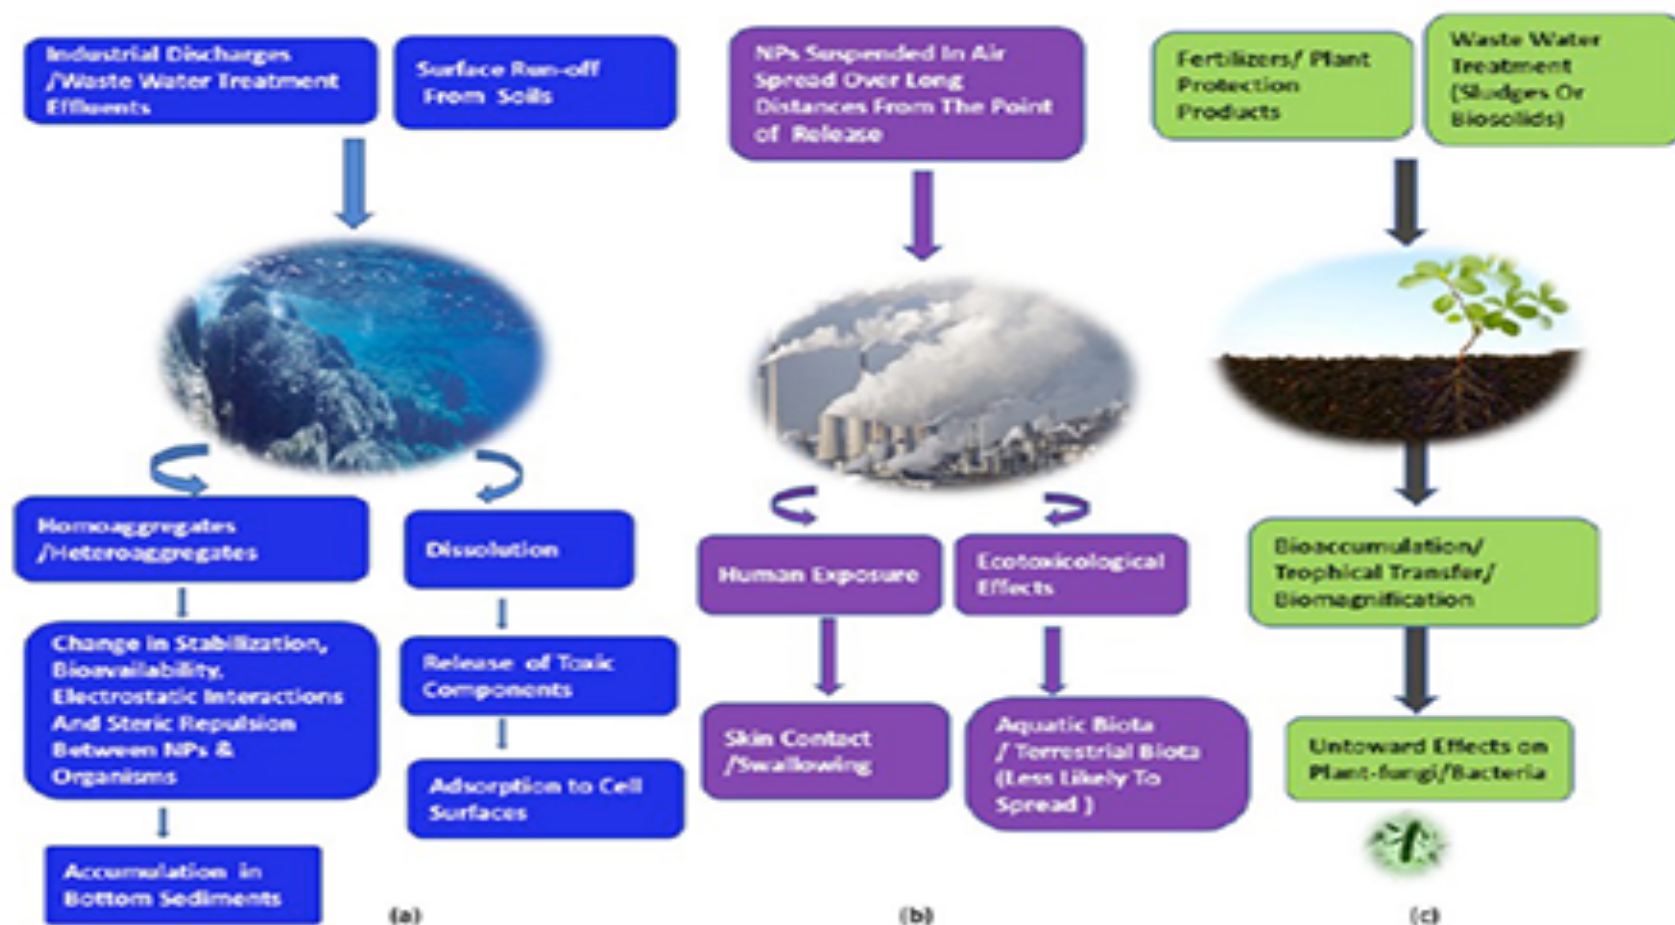 Industrial Discharges
/Waste Water Treatment
Effluents
Surface Run-off
From Soils
Homoaggregates
/Heteroaggregates
Change in Stabilization,
Bioavailability,
Electrostatic Interactions
And Steric Repulsion
Between NPs &
Organisms
Accumulation in
Bottom Sediments
Dissolution
Release of Toxic
Components
Adsorption to Cell
Surfaces
(a)
NPs Suspended In Air
Spread Over Long
Distances From The Point
of Release
Human Exposure
Skin Contact
/Swallowing
Ecotoxicological
Effects
Aquatic Biota
/ Terrestrial Biota
(Less Likely To
Spread )
(b)
Fertilizers/ Plant
Protection
Products
Waste Water
Treatment
(Sludges Or
Biosolids)
Bioaccumulation/
Trophical Transfer/
Biomagnification
Untoward Effects on
Plant-fungi/Bacteria
(c)